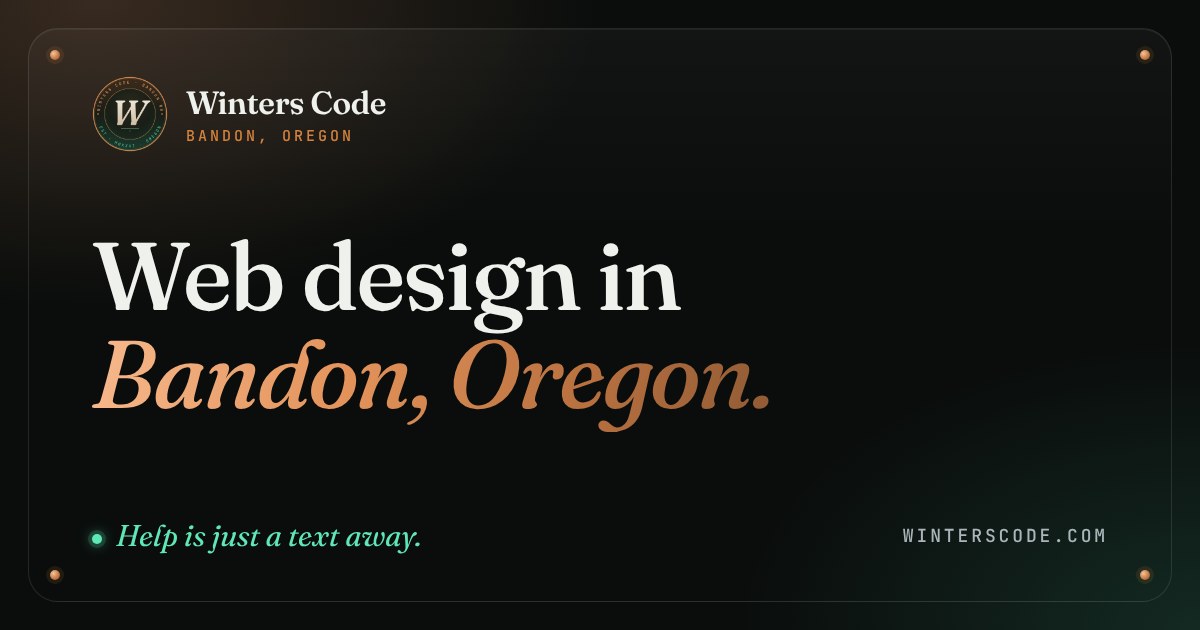 W
Winters Code
BANDON, OREGON
Web design in
Bandon, Oregon.
Help is just a text away.
WINTERSCODE.COM